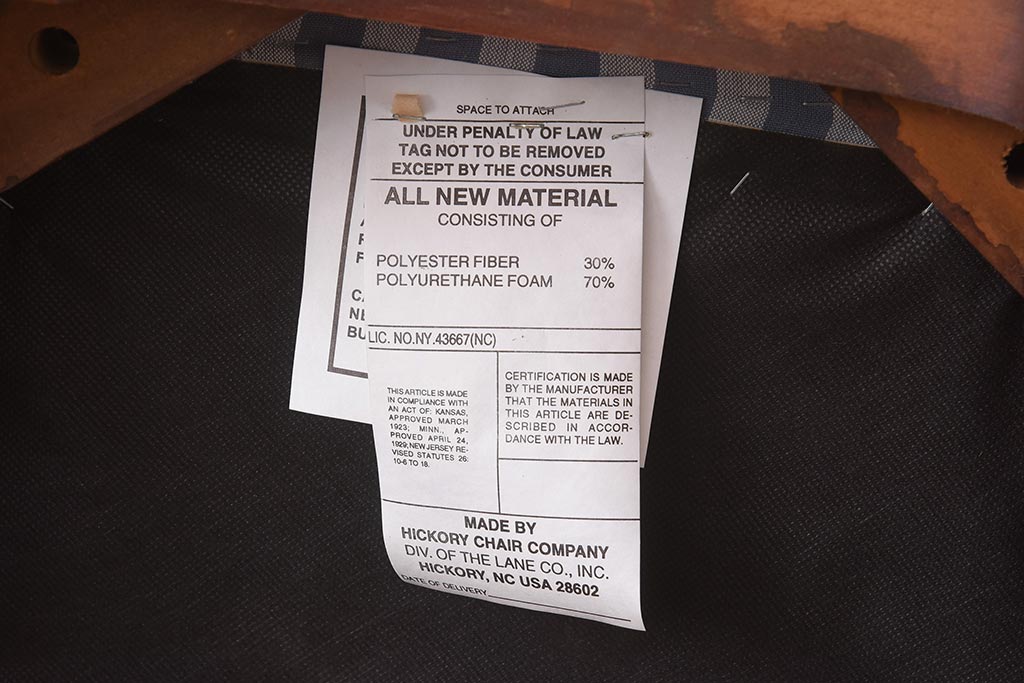 SPACE TO ATTACH
UNDER PENALTY OF LAW
TAG NOT TO BE REMOVED
EXCEPT BY THE CONSUMER
ALL NEW MATERIAL
CONSISTING OF
POLYESTER FIBER 30%
POLYURETHANE FOAM 70%
LIC. NO.NY.43667(NC)
THIS ARTICLE IS MADE
IN COMPLIANCE WITH
AN ACT OF: KANSAS,
APPROVED MARCH
1923; MINN., AP-
PROVED APRIL 24,
1929; NEW JERSEY RE-
VISED STATUTES 26:
10-6 TO 18.
CERTIFICATION IS MADE
BY THE MANUFACTURER
THAT THE MATERIALS IN
THIS ARTICLE ARE DE-
SCRIBED IN ACCOR-
DANCE WITH THE LAW.
MADE BY
HICKORY CHAIR COMPANY
DIV. OF THE LANE CO., INC.
HICKORY, NC USA 28602
DATE OF DELIVERY